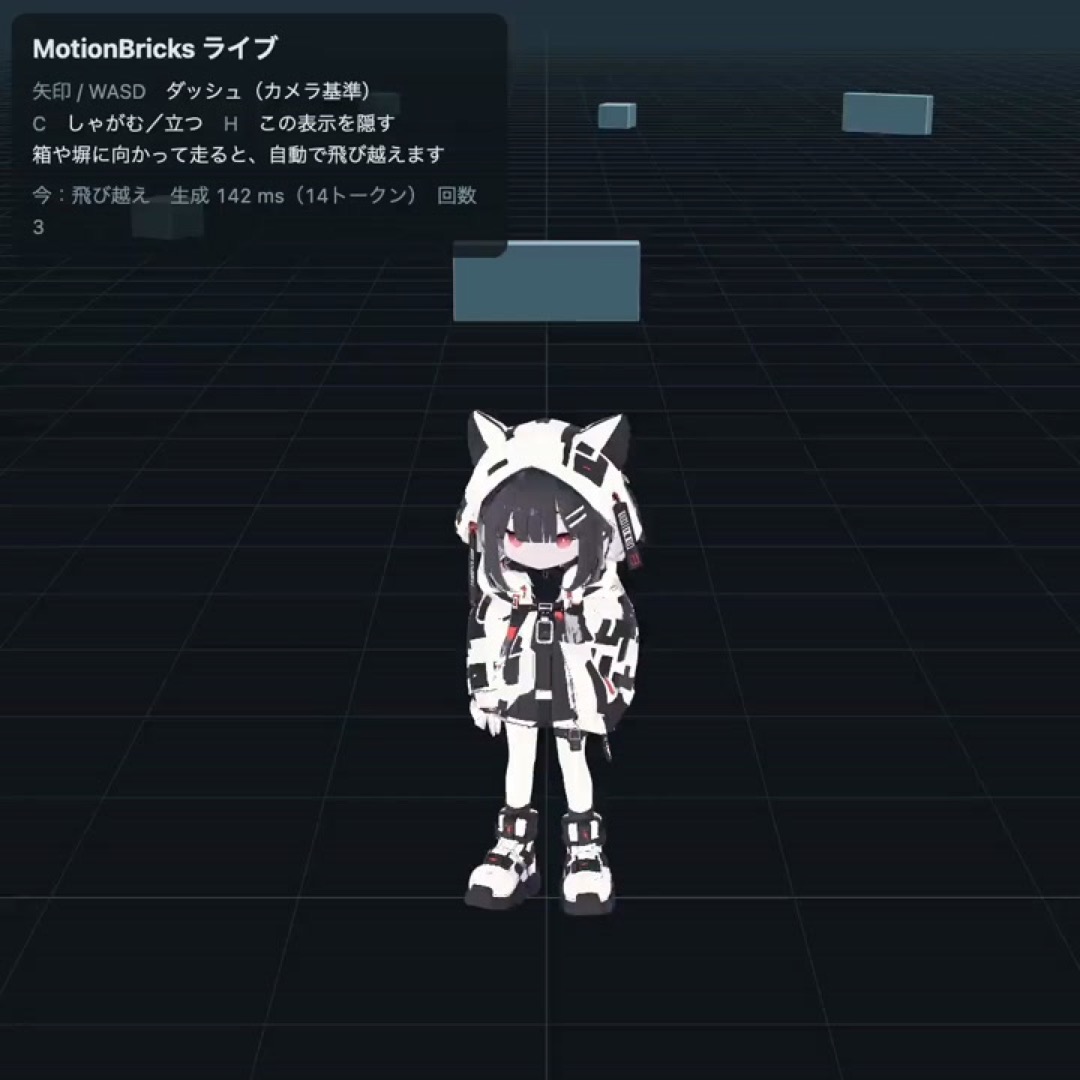 MotionBricks ライブ
矢印 / WASD ダッシュ（カメラ基準）
C しゃがむ／立つ H この表示を隠す
箱や塀に向かって走ると、自動で飛び越えます
今：飛び越え 生成 142 ms（14トークン） 回数
3